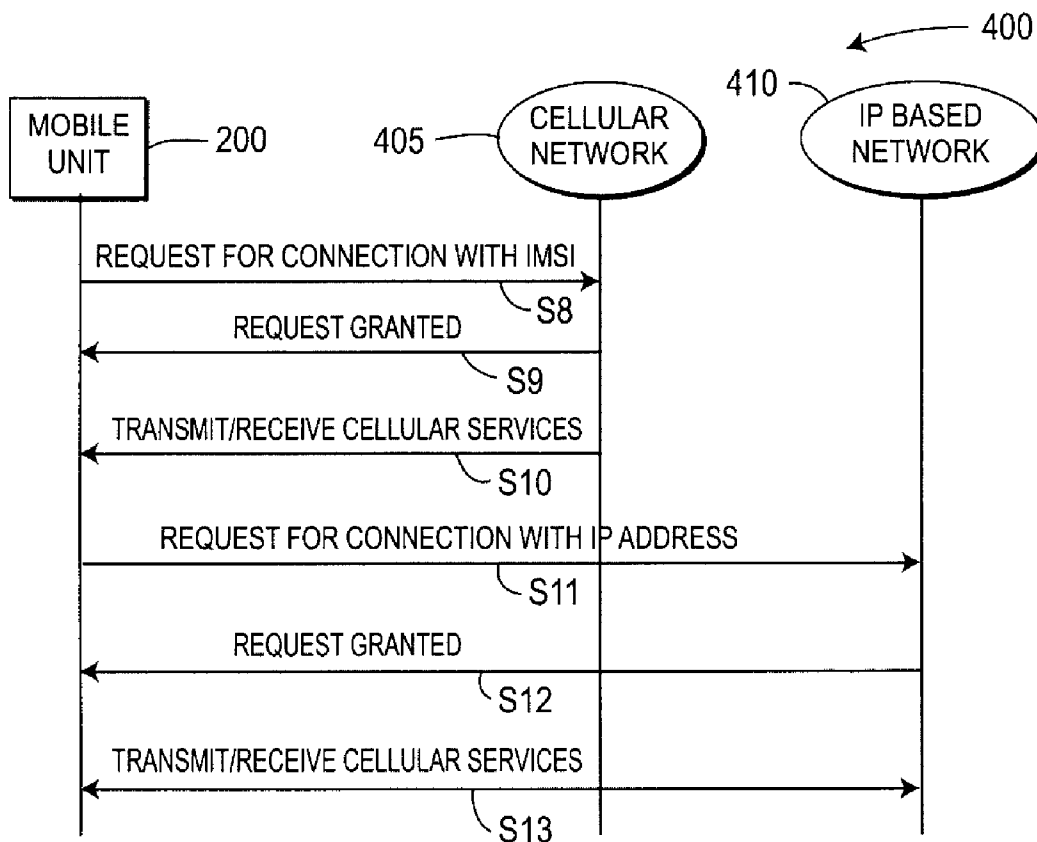 400
410
MOBILE
UNIT
200
405
CELLULAR
NETWORK
IP BASED
NETWORK
REQUEST FOR CONNECTION WITH IMSI
S8
REQUEST GRANTED
S9
TRANSMIT/RECEIVE CELLULAR SERVICES
S10
REQUEST FOR CONNECTION WITH IP ADDRESS
S11
REQUEST GRANTED
S12
TRANSMIT/RECEIVE CELLULAR SERVICES
S13